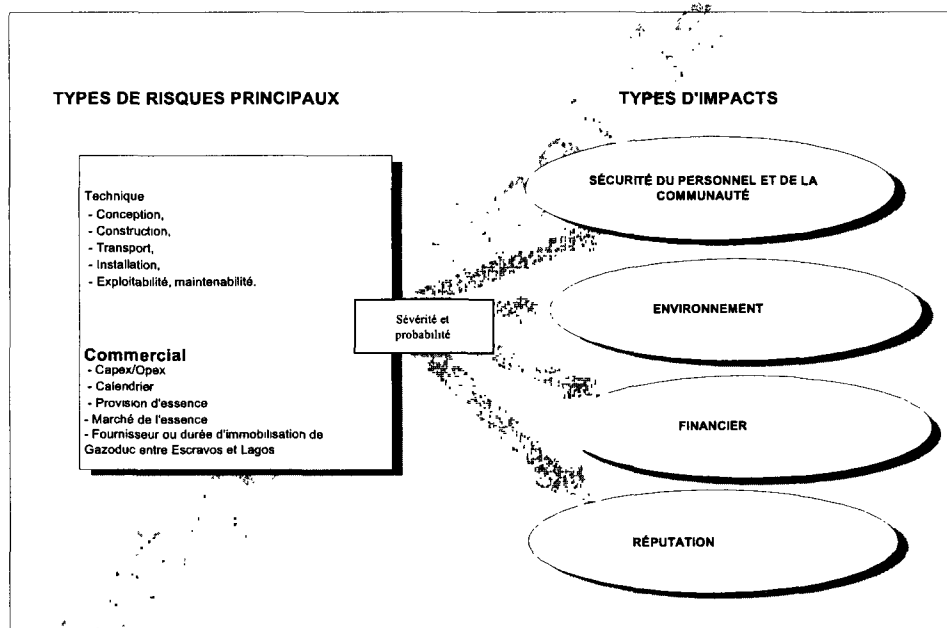 TYPES DE RISQUES PRINCIPAUX
TYPES D'IMPACTS
Technique
- Conception,
- Construction,
- Transport,
- Installation,
- Exploitabilité, maintenabilité.
Commercial
- Capex/Opex
- Calendrier
- Provision d'essence
- Marché de l'essence
- Fournisseur ou durée d'immobilisation de
Gazoduc entre Escravos et Lagos
Sévérité et
probabilité
SÉCURITÉ DU PERSONNEL ET DE LA
COMMUNAUTÉ
ENVIRONNEMENT
FINANCIER
RÉPUTATION